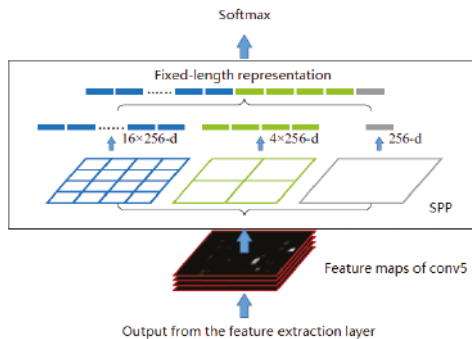 Softmax
Fixed-length representation
16×256-d
4×256-d
256-d
SPP
Feature maps of conv5
Output from the feature extraction layer